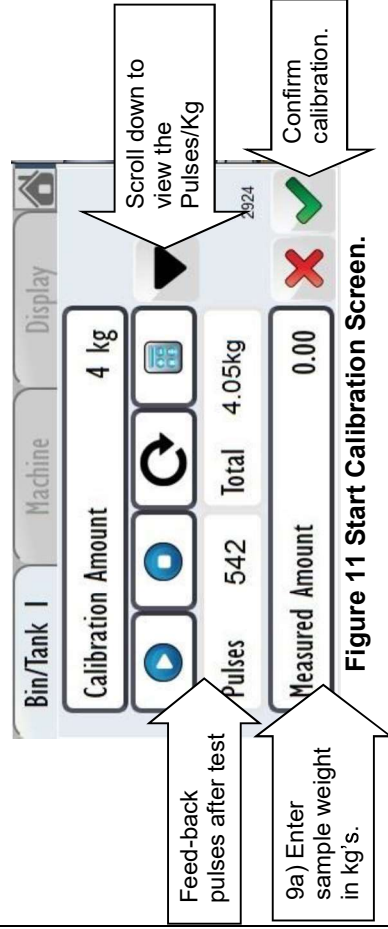 Bin/Tank 1
Machine
Display
Calibration Amount 4 kg
Pulses 542 Total 4.05kg
2924
Measured Amount 0.00
Feed-back
pulses after test
9a) Enter
sample weight
in kg's.
Scroll down to
view the
Pulses/Kg
Confirm
calibration.
Figure 11 Start Calibration Screen.